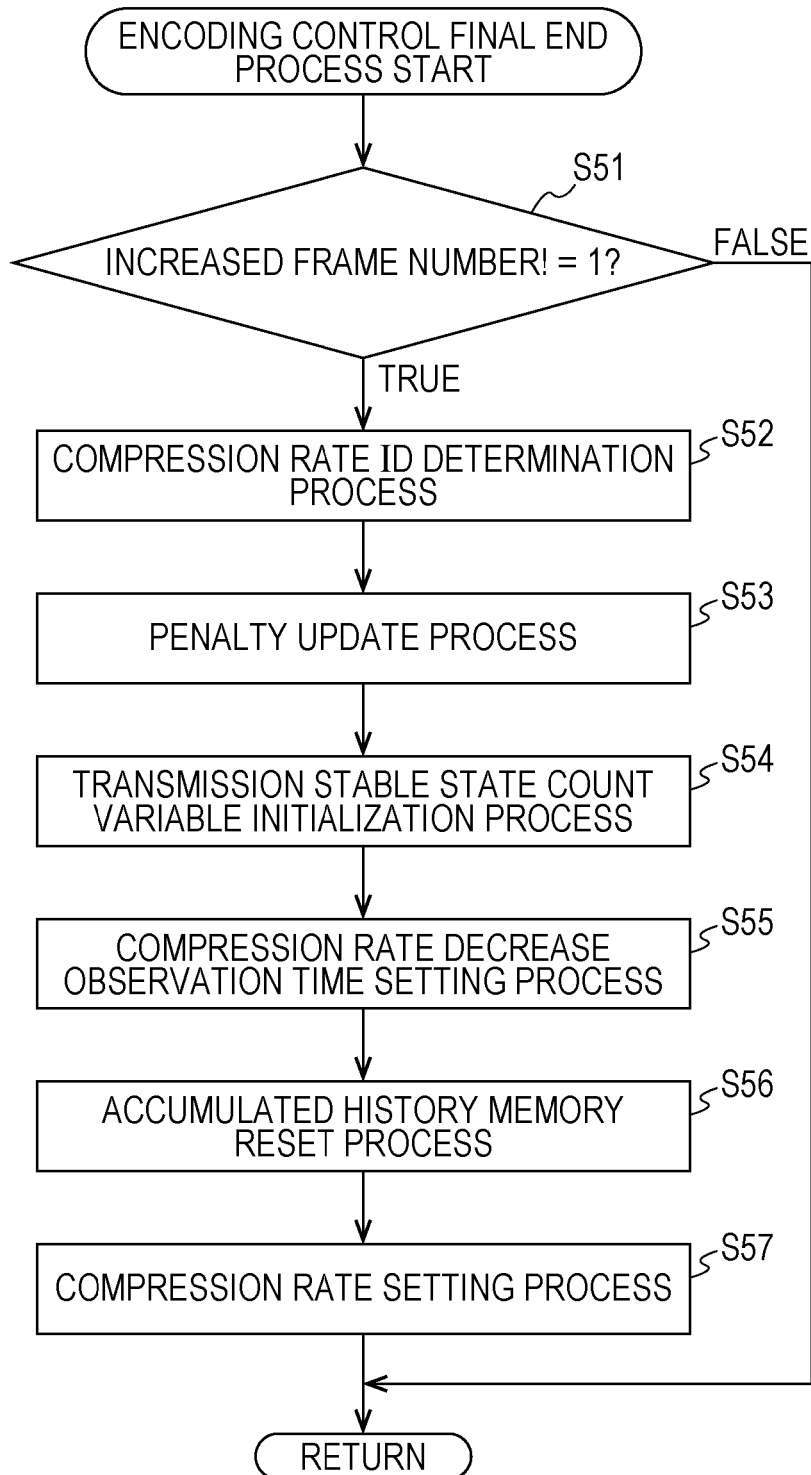 ENCODING CONTROL FINAL END
PROCESS START
S51
INCREASED FRAME NUMBER! = 1?
FALSE
TRUE
S52
COMPRESSION RATE ID DETERMINATION
PROCESS
S53
PENALTY UPDATE PROCESS
S54
TRANSMISSION STABLE STATE COUNT
VARIABLE INITIALIZATION PROCESS
S55
COMPRESSION RATE DECREASE
OBSERVATION TIME SETTING PROCESS
S56
ACCUMULATED HISTORY MEMORY
RESET PROCESS
S57
COMPRESSION RATE SETTING PROCESS
RETURN